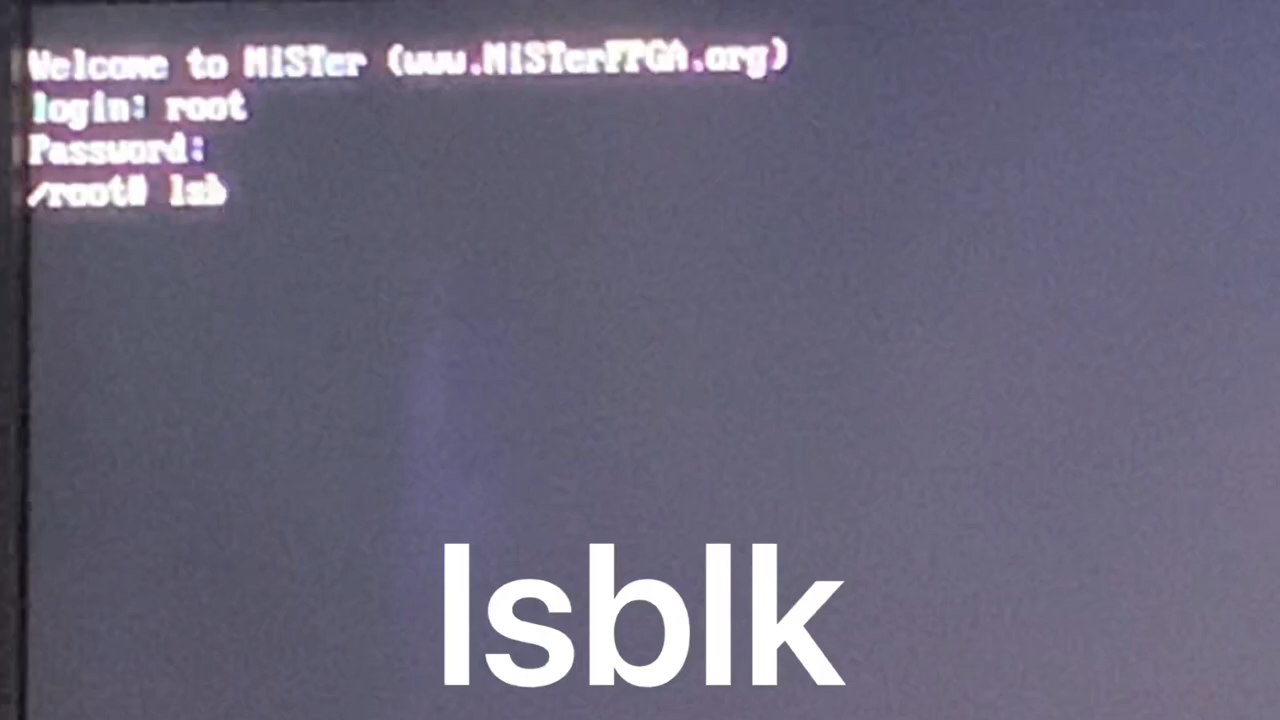 Welcome to MiSTer (www.MiSTerFPGA.org)
login: root
Password:
/root# lsb
lsblk